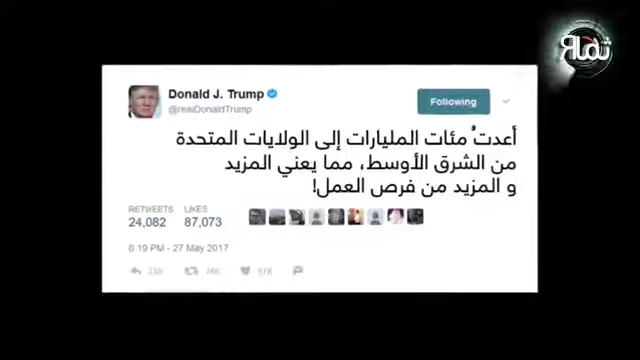 ثمار
Donald J. Trump
Following
@realDonaldTrump
أعدتُ مئات المليارات إلى الولايات المتحدة
من الشرق الأوسط، مما يعني المزيد
و المزيد من فرص العمل!
RETWEETS LIKES
24,082 87,073
8:19 PM - 27 May 2017